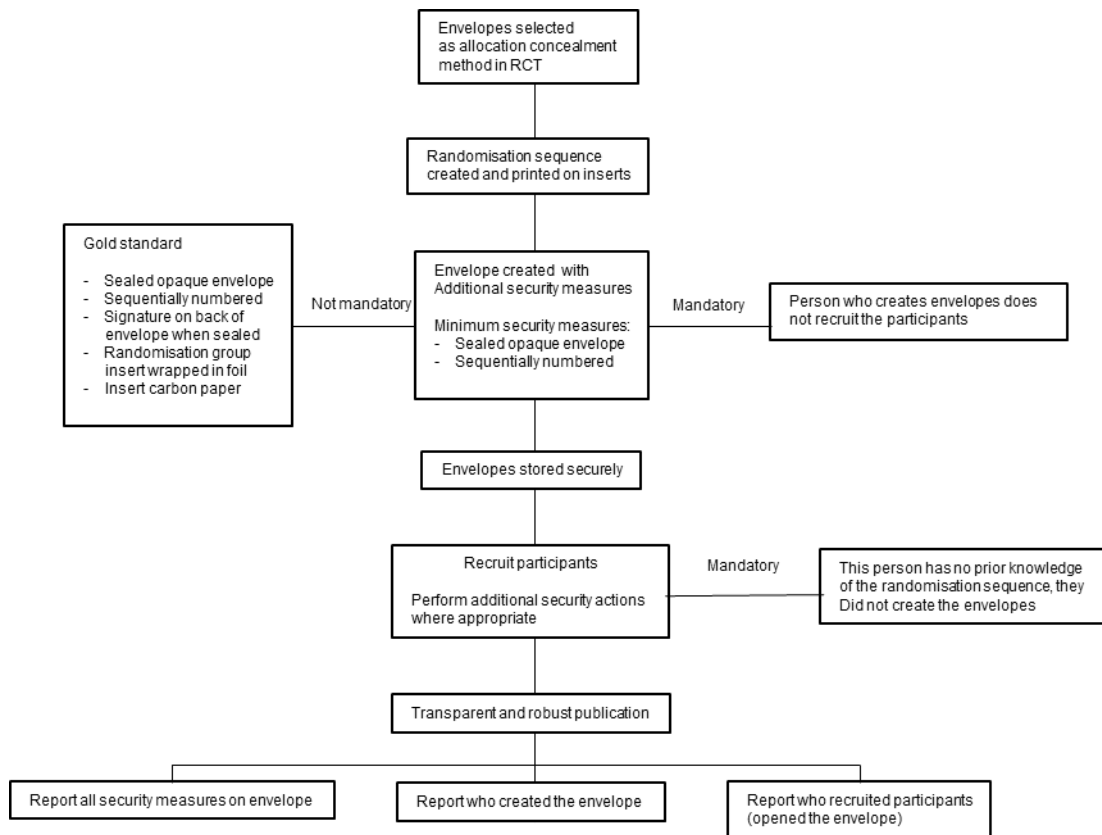 Envelopes selected
as allocation concealment
method in RCT
Randomisation sequence
created and printed on inserts
Gold standard
- Sealed opaque envelope
- Sequentially numbered
- Signature on back of
envelope when sealed
- Randomisation group
insert wrapped in foil
- Insert carbon paper
Not mandatory
Envelope created with
Additional security measures
Minimum security measures:
- Sealed opaque envelope
- Sequentially numbered
Mandatory
Person who creates envelopes does
not recruit the participants
Envelopes stored securely
Recruit participants
Perform additional security actions
where appropriate
Mandatory
This person has no prior knowledge
of the randomisation sequence, they
Did not create the envelopes
Transparent and robust publication
Report all security measures on envelope
Report who created the envelope
Report who recruited participants
(opened the envelope)